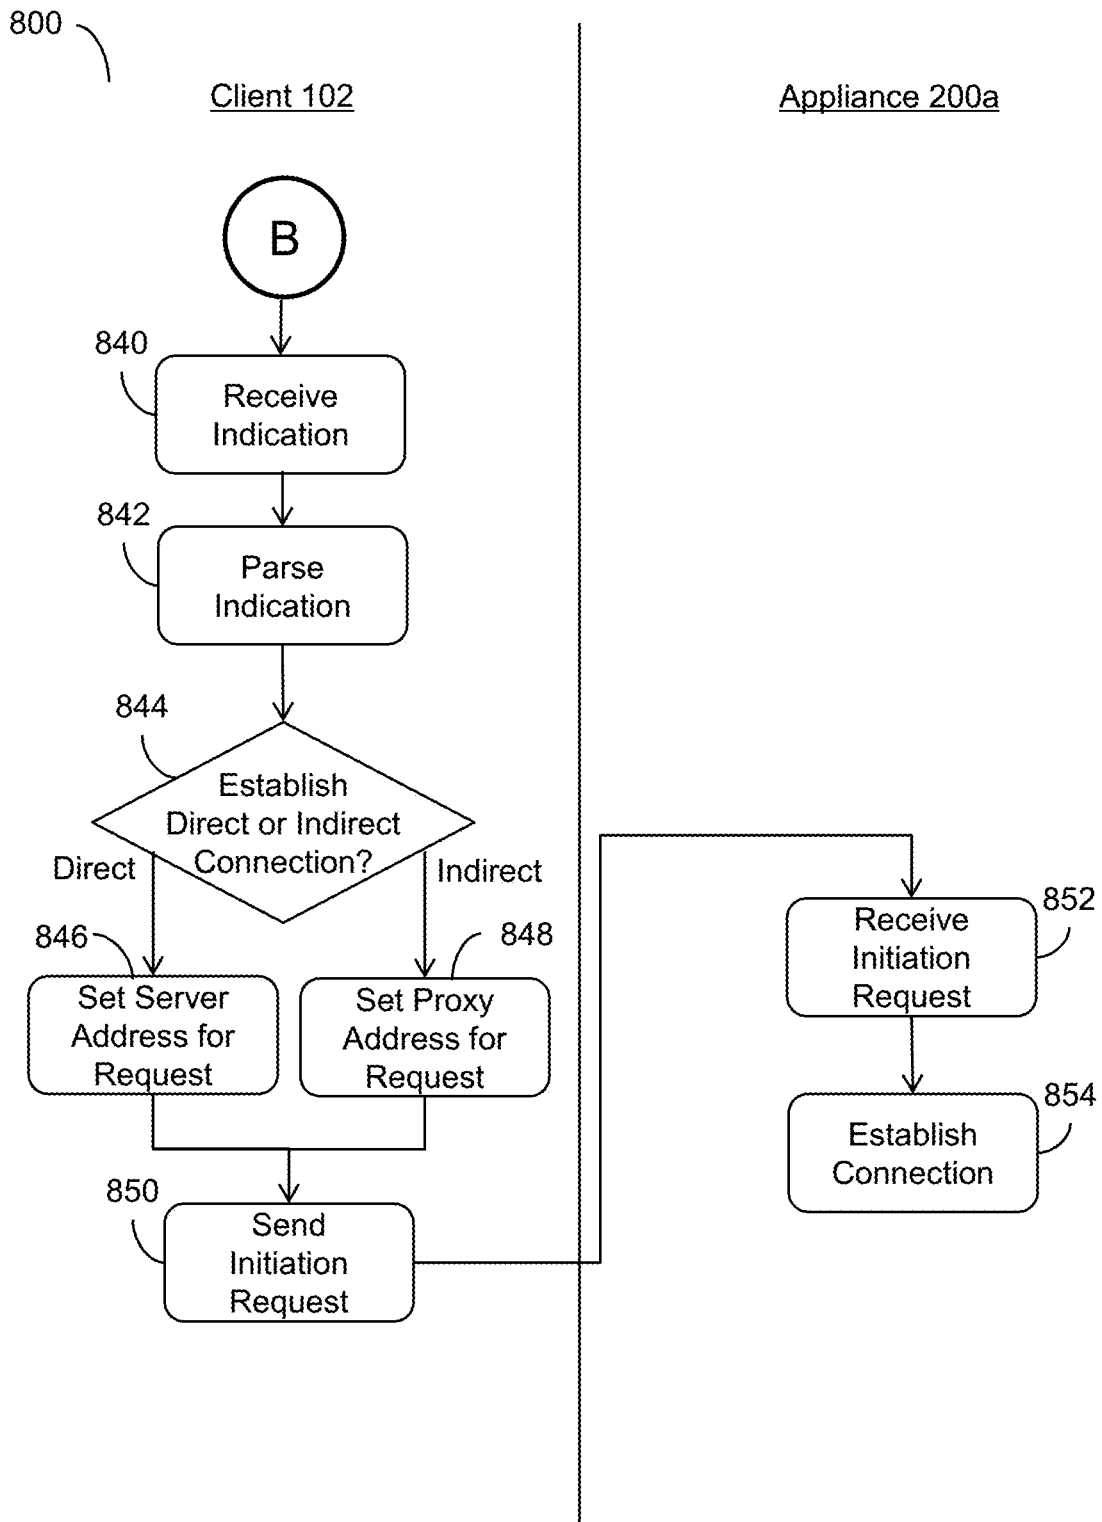 800
Client 102
Appliance 200a
B
840
Receive
Indication
842
Parse
Indication
844
Establish
Direct or Indirect
Connection?
Direct
Indirect
846
Set Server
Address for
Request
848
Set Proxy
Address for
Request
850
Send
Initiation
Request
852
Receive
Initiation
Request
854
Establish
Connection